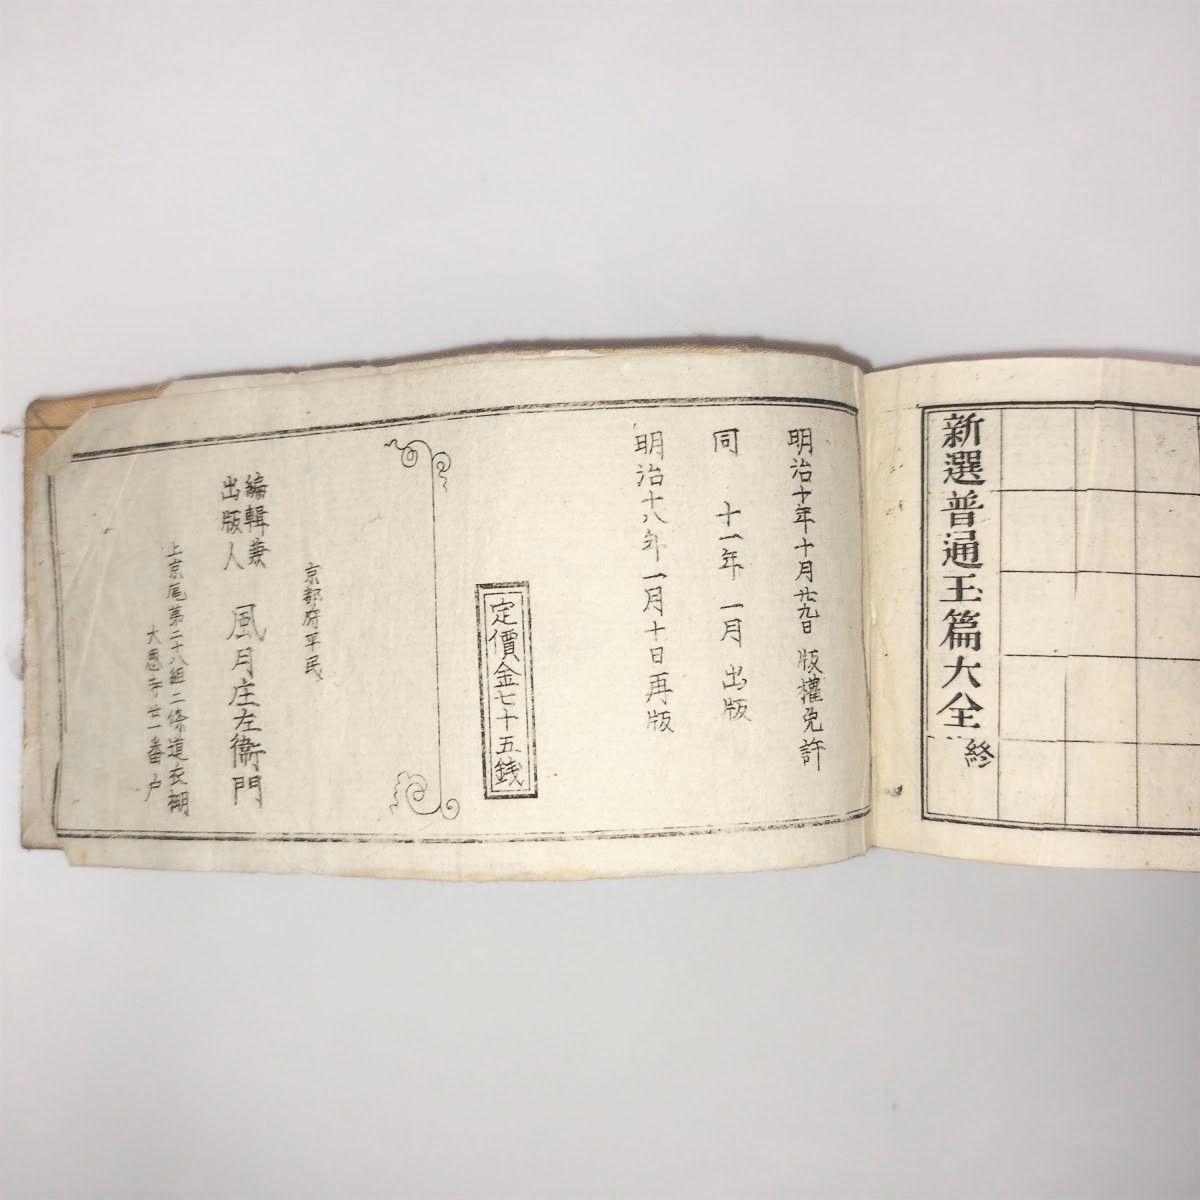 新選普通玉篇大全 終
明治十年十月廿九日 版權免許
同 十一年 一月 出版
明治十八年 一月十日 再版
定價金七十五銭
京都府平民
編輯兼
出版人 風月庄左衞門
上京區第二十八組二條通衣棚
大恩寺廿一番戸